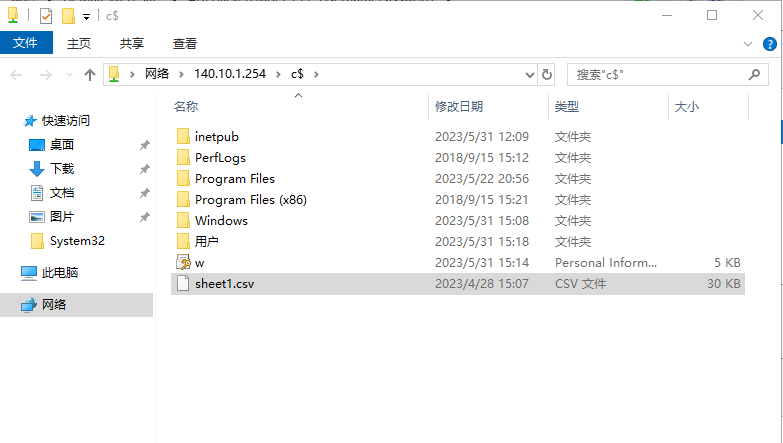 c$
文件 主页 共享 查看
网络 140.10.1.254 c$ 搜索"c$"
名称 修改日期 类型 大小
快速访问
桌面
下载
文档
图片
System32
此电脑
网络
inetpub 2023/5/31 12:09 文件夹
PerfLogs 2018/9/15 15:12 文件夹
Program Files 2023/5/22 20:56 文件夹
Program Files (x86) 2018/9/15 15:21 文件夹
Windows 2023/5/31 15:08 文件夹
用户 2023/5/31 15:18 文件夹
w 2023/5/31 15:14 Personal Inform... 5 KB
sheet1.csv 2023/4/28 15:07 CSV 文件 30 KB